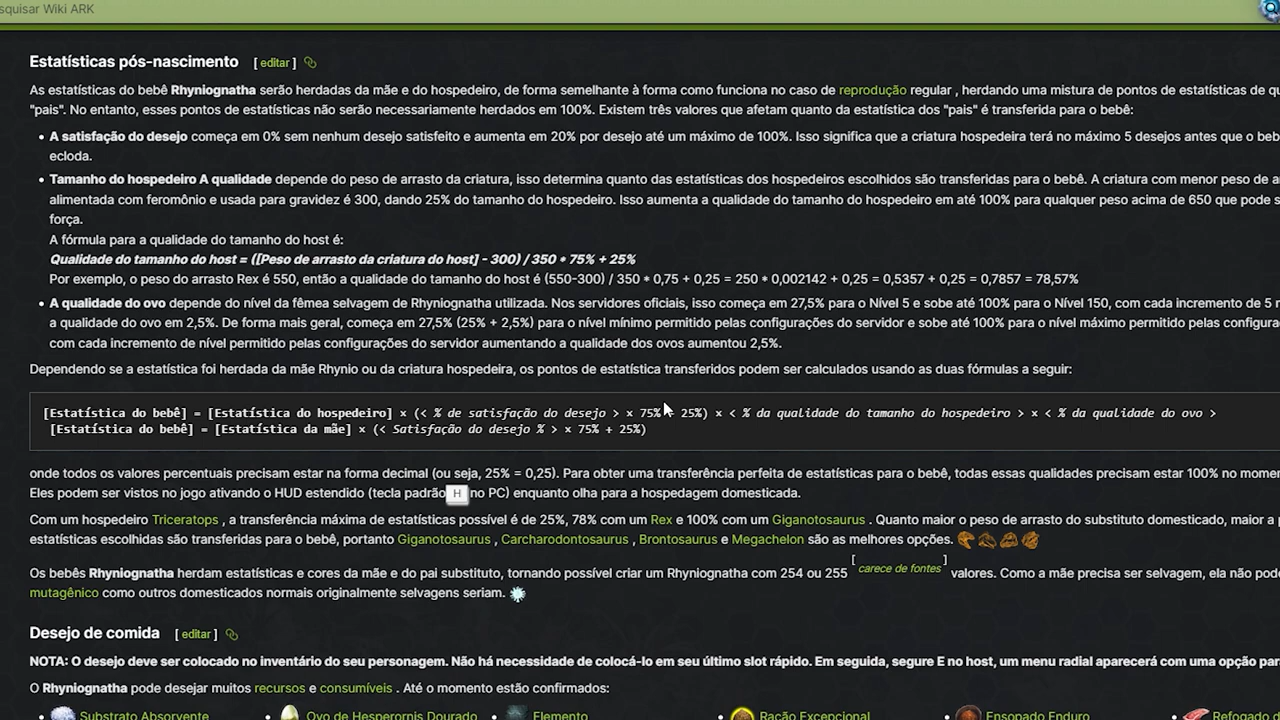 squisar Wiki ARK
Estatísticas pós-nascimento [ editar ]
As estatísticas do bebê Rhyniognatha serão herdadas da mãe e do hospedeiro, de forma semelhante à forma como funciona no caso de reprodução regular , herdando uma mistura de pontos de estatísticas de
"pais". No entanto, esses pontos de estatísticas não serão necessariamente herdados em 100%. Existem três valores que afetam quanto da estatística dos "pais" é transferida para o bebê:
• A satisfação do desejo começa em 0% sem nenhum desejo satisfeito e aumenta em 20% por desejo até um máximo de 100%. Isso significa que a criatura hospedeira terá no máximo 5 desejos antes que o
ecloda.
• Tamanho do hospedeiro A qualidade depende do peso de arrasto da criatura, isso determina quanto das estatísticas dos hospedeiros escolhidos são transferidas para o bebê. A criatura com menor peso de
alimentada com feromônio e usada para gravidez é 300, dando 25% do tamanho do hospedeiro. Isso aumenta a qualidade do tamanho do hospedeiro em até 100% para qualquer peso acima de 650 que pode
força.
A fórmula para a qualidade do tamanho do host é:
Qualidade do tamanho do host = ([Peso de arrasto da criatura do host] - 300) / 350 * 75% + 25%
Por exemplo, o peso do arrasto Rex é 550, então a qualidade do tamanho do host é (550-300) / 350 * 0,75 + 0,25 = 250 * 0,002142 + 0,25 = 0,5357 + 0,25 = 0,7857 = 78,57%
• A qualidade do ovo depende do nível da fêmea selvagem de Rhyniognatha utilizada. Nos servidores oficiais, isso começa em 27,5% para o Nível 5 e sobe até 100% para o Nível 150, com cada incremento de 5
a qualidade do ovo em 2,5%. De forma mais geral, começa em 27,5% (25% + 2,5%) para o nível mínimo permitido pelas configurações do servidor e sobe até 100% para o nível máximo permitido pelas
com cada incremento de nível permitido pelas configurações do servidor aumentando a qualidade dos ovos aumentou 2,5%.
Dependendo se a estatística foi herdada da mãe Rhynio ou da criatura hospedeira, os pontos de estatística transferidos podem ser calculados usando as duas fórmulas a seguir:
[Estatística do bebê] = [Estatística do hospedeiro] x (< % de satisfação do desejo > x 75% + 25%) x < % da qualidade do tamanho do hospedeiro > x < % da qualidade do ovo >
[Estatística do bebê] = [Estatística da mãe] x (< Satisfação do desejo % > x 75% + 25%)
onde todos os valores percentuais precisam estar na forma decimal (ou seja, 25% = 0,25). Para obter uma transferência perfeita de estatísticas para o bebê, todas essas qualidades precisam estar 100% no
Eles podem ser vistos no jogo ativando o HUD estendido (tecla padrão H no PC) enquanto olha para a hospedagem domesticada.
Com um hospedeiro Triceratops , a transferência máxima de estatísticas possível é de 25%, 78% com um Rex e 100% com um Giganotosaurus . Quanto maior o peso de arrasto do substituto domesticado, maior a
estatísticas escolhidas são transferidas para o bebê, portanto Giganotosaurus , Carcharodontosaurus , Brontosaurus e Megachelon são as melhores opções.
Os bebês Rhyniognatha herdam estatísticas e cores da mãe e do pai substituto, tornando possível criar um Rhyniognatha com 254 ou 255 [ carece de fontes ] valores. Como a mãe precisa ser selvagem, ela não
mutagênico como outros domesticados normais originalmente selvagens seriam.
Desejo de comida [ editar ]
NOTA: O desejo deve ser colocado no inventário do seu personagem. Não há necessidade de colocá-lo em seu último slot rápido. Em seguida, segure E no host, um menu radial aparecerá com uma opção
O Rhyniognatha pode desejar muitos recursos e consumíveis . Até o momento estão confirmados:
• Substrato Absorvente • Ovo de Hesperornis Dourado • Elemento • Ração Excepcional • Ensopado Enduro • Refogado